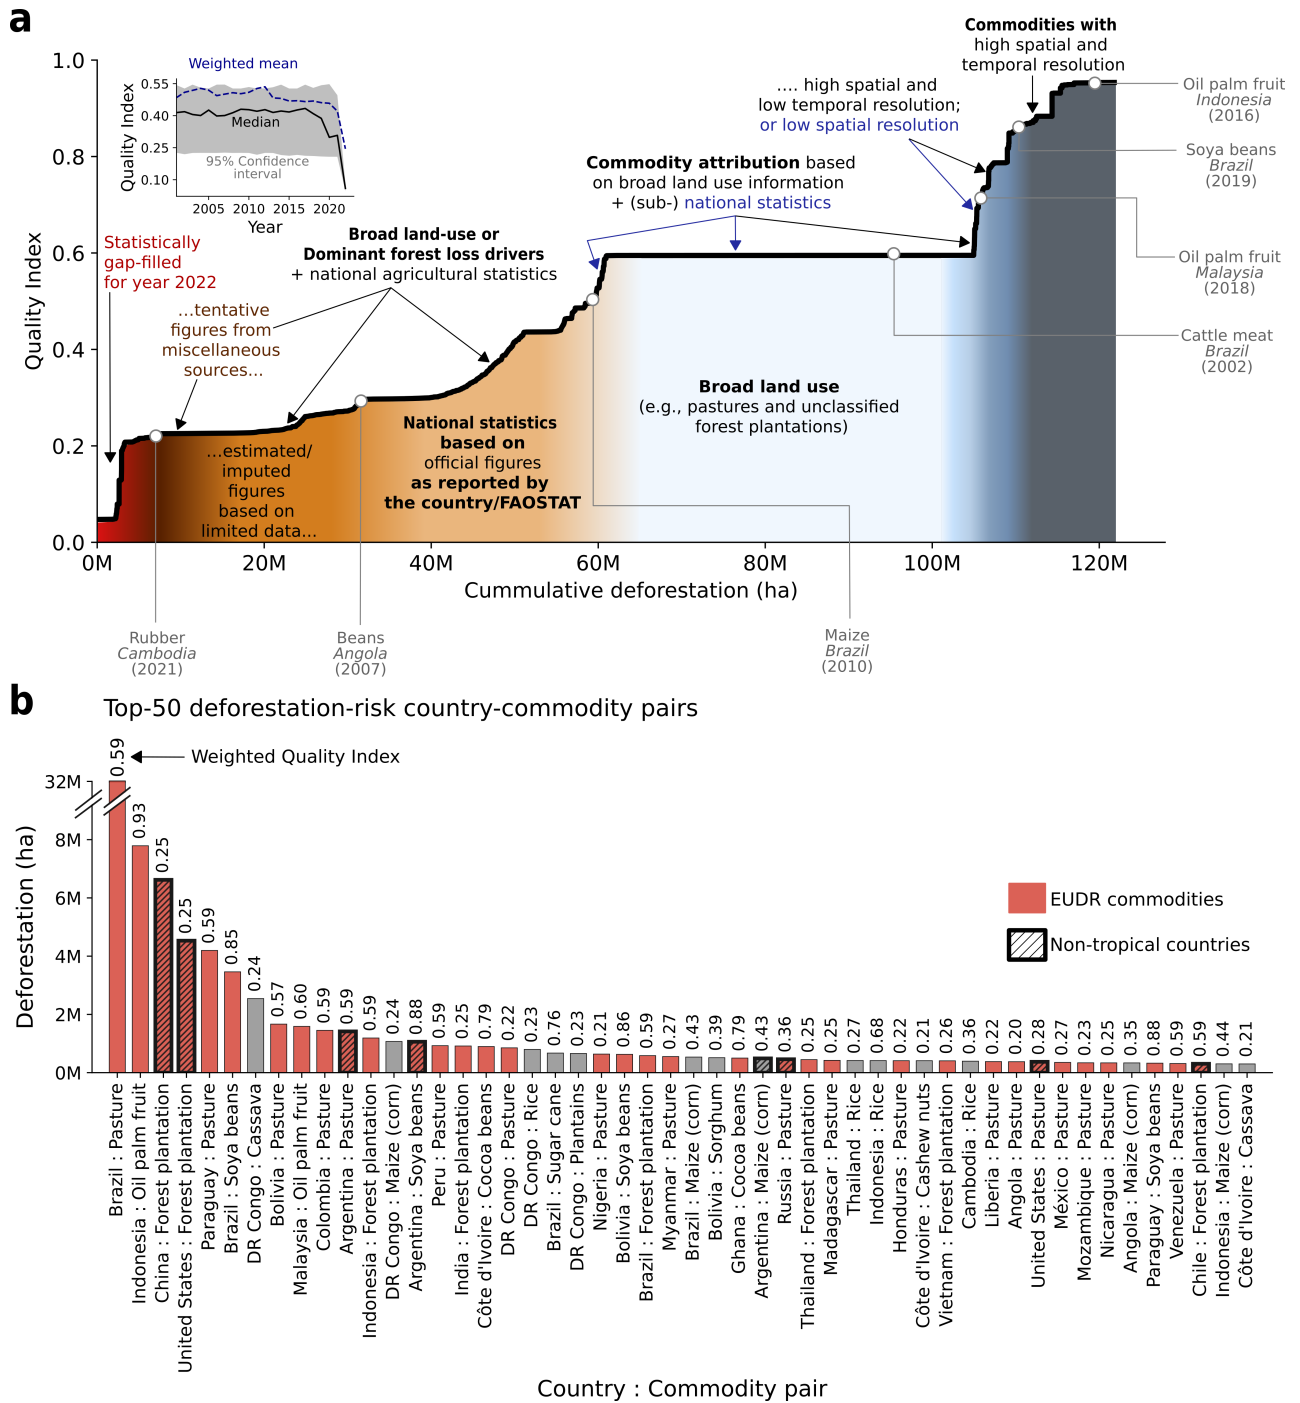 a
Quality Index
1.0
0.8
0.6
0.4
0.2
0.0
0M
20M
40M
60M
80M
100M
120M
Cummulative deforestation (ha)
Quality Index
0.55
0.40
0.25
0.10
2005
2010
2015
2020
Year
Weighted mean
Median
95% Confidence
interval
Statistically
gap-filled
for year 2022
...tentative
figures from
miscellaneous
sources...
Broad land-use or
Dominant forest loss drivers
+ national agricultural statistics
...estimated/
imputed
figures
based on
limited data...
National statistics
based on
official figures
as reported by
the country/FAOSTAT
Commodity attribution based
on broad land use information
+ (sub-) national statistics
Broad land use
(e.g., pastures and unclassified
forest plantations)
.... high spatial and
low temporal resolution;
or low spatial resolution
Commodities with
high spatial and
temporal resolution
Oil palm fruit
Indonesia
(2016)
Soya beans
Brazil
(2019)
Oil palm fruit
Malaysia
(2018)
Cattle meat
Brazil
(2002)
Rubber
Cambodia
(2021)
Beans
Angola
(2007)
Maize
Brazil
(2010)
b
Top-50 deforestation-risk country-commodity pairs
Weighted Quality Index
Deforestation (ha)
32M
8M
6M
4M
2M
0M
0.59
0.93
0.25
0.25
0.59
0.85
0.24
0.57
0.60
0.59
0.59
0.59
0.24
0.88
0.59
0.25
0.79
0.22
0.23
0.76
0.23
0.21
0.86
0.59
0.27
0.43
0.39
0.79
0.43
0.36
0.25
0.25
0.27
0.68
0.22
0.21
0.26
0.36
0.22
0.20
0.28
0.27
0.23
0.25
0.35
0.88
0.59
0.59
0.44
0.21
EUDR commodities
Non-tropical countries
Brazil : Pasture
Indonesia : Oil palm fruit
China : Forest plantation
United States : Forest plantation
Paraguay : Pasture
Brazil : Soya beans
DR Congo : Cassava
Bolivia : Pasture
Malaysia : Oil palm fruit
Colombia : Pasture
Argentina : Pasture
Indonesia : Forest plantation
DR Congo : Maize (corn)
Argentina : Soya beans
Peru : Pasture
India : Forest plantation
Côte d'Ivoire : Cocoa beans
DR Congo : Pasture
DR Congo : Rice
Brazil : Sugar cane
DR Congo : Plantains
Nigeria : Pasture
Bolivia : Soya beans
Brazil : Forest plantation
Myanmar : Pasture
Brazil : Maize (corn)
Bolivia : Sorghum
Ghana : Cocoa beans
Argentina : Maize (corn)
Russia : Pasture
Thailand : Forest plantation
Madagascar : Pasture
Thailand : Rice
Indonesia : Rice
Honduras : Pasture
Côte d'Ivoire : Cashew nuts
Vietnam : Forest plantation
Cambodia : Rice
Liberia : Pasture
Angola : Pasture
United States : Pasture
México : Pasture
Mozambique : Pasture
Nicaragua : Pasture
Angola : Maize (corn)
Paraguay : Soya beans
Venezuela : Pasture
Chile : Forest plantation
Indonesia : Maize (corn)
Côte d'Ivoire : Cassava
Country : Commodity pair